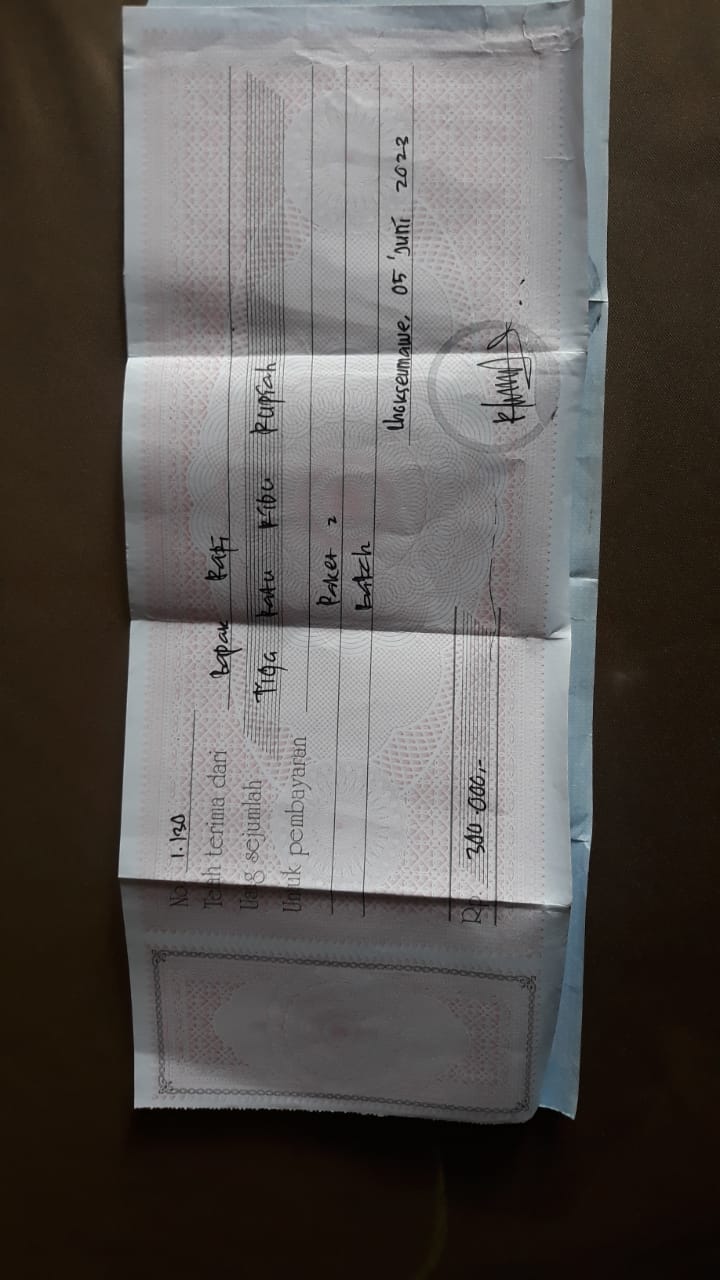 No. 1.130
Telah terima dari Bapak Rafi
Uang sejumlah Tiga Ratu Ribu Rupiah
Untuk pembayaran
Paket 2
Batch
Lhokseumawe, 05 Juni 2023
Rp. 300.000,-